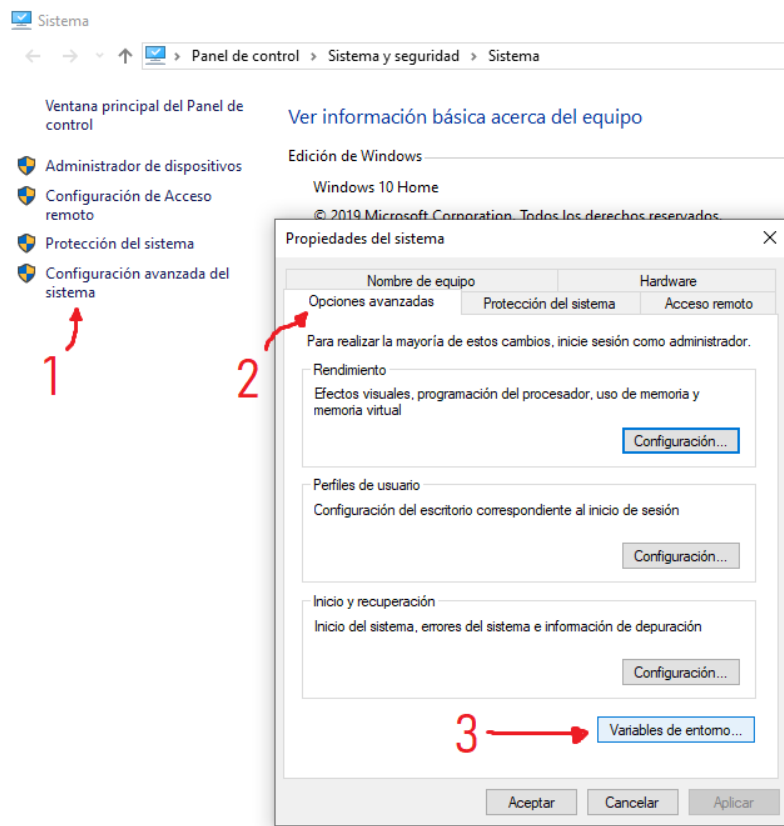 Sistema
Panel de control > Sistema y seguridad > Sistema
Ventana principal del Panel de
control
Administrador de dispositivos
Configuración de Acceso
remoto
Protección del sistema
Configuración avanzada del
sistema
1
Ver información básica acerca del equipo
Edición de Windows
Windows 10 Home
© 2019 Microsoft Corporation. Todos los derechos reservados.
Propiedades del sistema
Nombre de equipo
Hardware
Opciones avanzadas
Protección del sistema
Acceso remoto
2
Para realizar la mayoría de estos cambios, inicie sesión como administrador.
Rendimiento
Efectos visuales, programación del procesador, uso de memoria y
memoria virtual
Configuración...
Perfiles de usuario
Configuración del escritorio correspondiente al inicio de sesión
Configuración...
Inicio y recuperación
Inicio del sistema, errores del sistema e información de depuración
Configuración...
3
Variables de entorno...
Aceptar
Cancelar
Aplicar